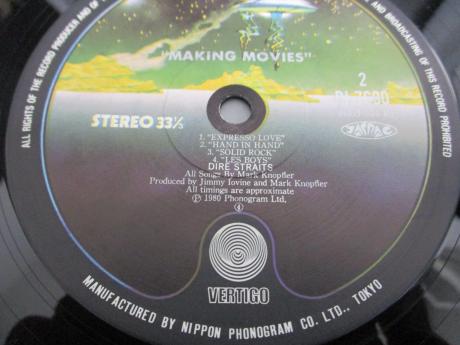 ALL RIGHTS OF THE RECORD PRODUCER AND OF THE
AND BROADCASTING OF THIS RECORD PROHIBITED
"MAKING MOVIES"
2
STEREO 33⅓
1. "EXPRESSO LOVE"
2. "HAND IN HAND"
3. "SOLID ROCK"
4. "LES BOYS"
DIRE STRAITS
All Songs By Mark Knopfler
Produced by Jimmy Iovine and Mark Knopfler
All timings are approximate
Ⓟ 1980 Phonogram Ltd.
VERTIGO
MANUFACTURED BY NIPPON PHONOGRAM CO. LTD., TOKYO